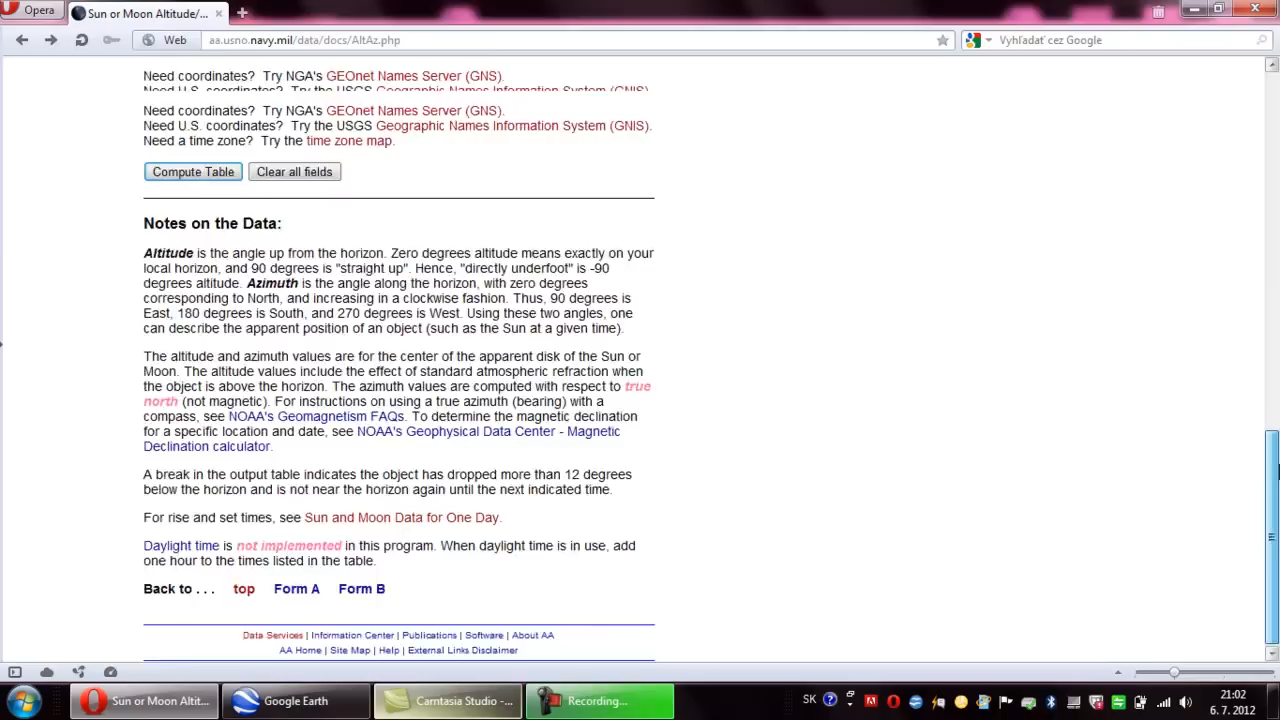 Opera
Sun or Moon Altitude/...
Web
aa.usno.navy.mil/data/docs/AltAz.php
Vyhľadať cez Google
Need coordinates? Try NGA's GEOnet Names Server (GNS).
Need U.S. coordinates? Try the USGS Geographic Names Information System (GNIS).
Need coordinates? Try NGA's GEOnet Names Server (GNS).
Need U.S. coordinates? Try the USGS Geographic Names Information System (GNIS).
Need a time zone? Try the time zone map.
Compute Table Clear all fields
Notes on the Data:
Altitude is the angle up from the horizon. Zero degrees altitude means exactly on your
local horizon, and 90 degrees is "straight up". Hence, "directly underfoot" is -90
degrees altitude. Azimuth is the angle along the horizon, with zero degrees
corresponding to North, and increasing in a clockwise fashion. Thus, 90 degrees is
East, 180 degrees is South, and 270 degrees is West. Using these two angles, one
can describe the apparent position of an object (such as the Sun at a given time).
The altitude and azimuth values are for the center of the apparent disk of the Sun or
Moon. The altitude values include the effect of standard atmospheric refraction when
the object is above the horizon. The azimuth values are computed with respect to true
north (not magnetic). For instructions on using a true azimuth (bearing) with a
compass, see NOAA's Geomagnetism FAQs. To determine the magnetic declination
for a specific location and date, see NOAA's Geophysical Data Center - Magnetic
Declination calculator.
A break in the output table indicates the object has dropped more than 12 degrees
below the horizon and is not near the horizon again until the next indicated time.
For rise and set times, see Sun and Moon Data for One Day.
Daylight time is not implemented in this program. When daylight time is in use, add
one hour to the times listed in the table.
Back to . . . top Form A Form B
Data Services | Information Center | Publications | Software | About AA
AA Home | Site Map | Help | External Links Disclaimer
Sun or Moon Altit...
Google Earth
Camtasia Studio -...
Recording...
SK
21:02
6. 7. 2012